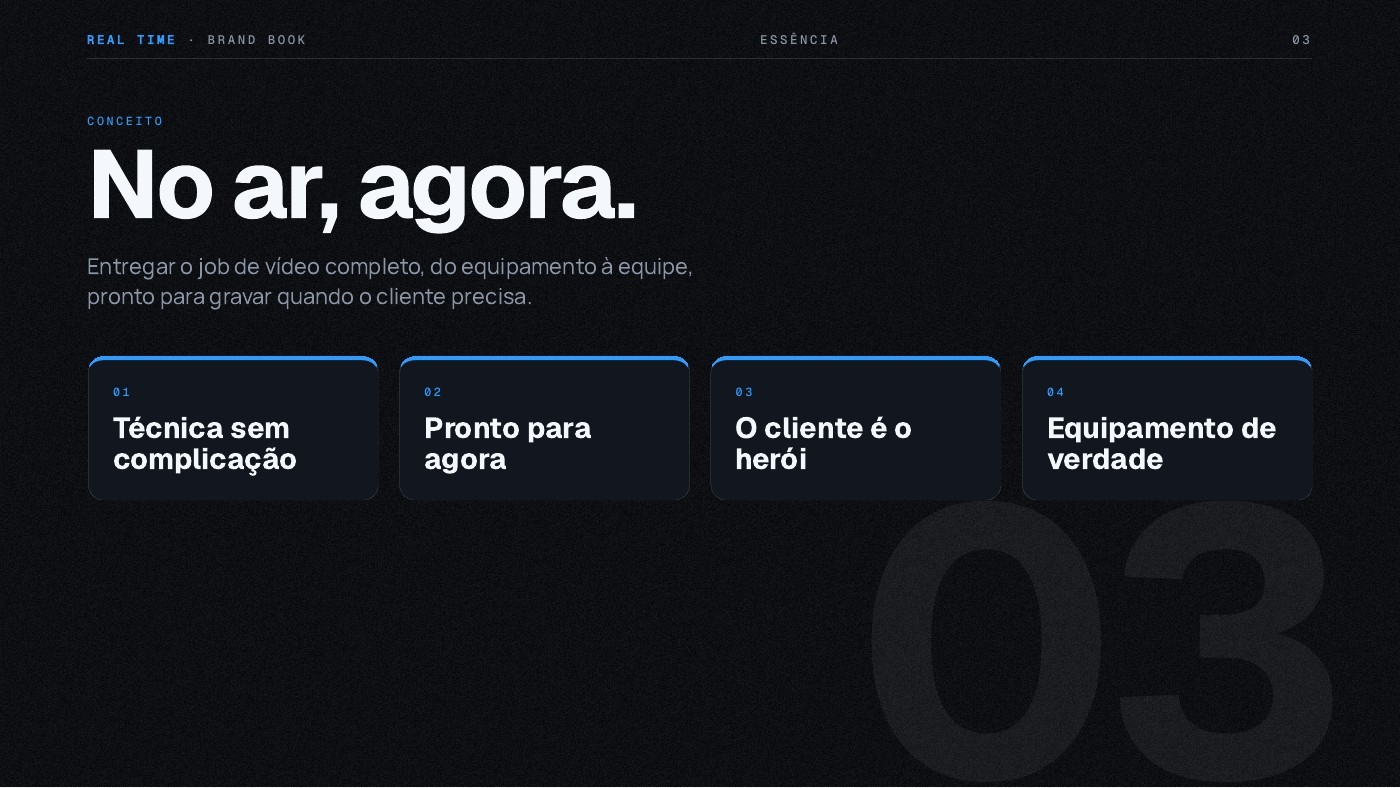 REAL TIME · BRAND BOOK
ESSÊNCIA
03
CONCEITO
No ar, agora.
Entregar o job de vídeo completo, do equipamento à equipe,
pronto para gravar quando o cliente precisa.
01
Técnica sem
complicação
02
Pronto para
agora
03
O cliente é o
herói
04
Equipamento de
verdade
03